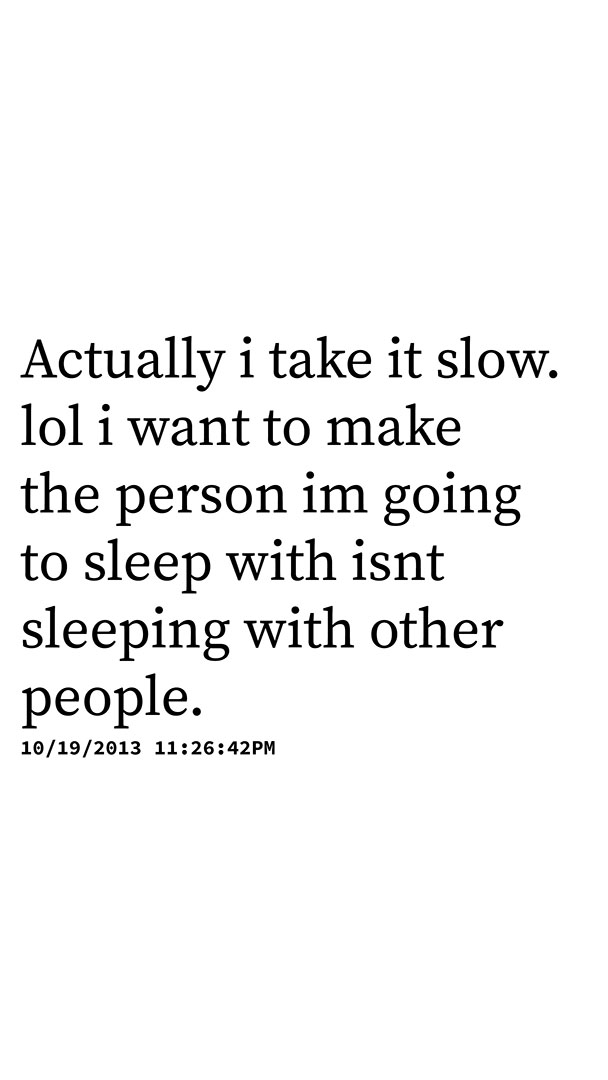 Actually i take it slow.
lol i want to make
the person im going
to sleep with isnt
sleeping with other
people.
10/19/2013 11:26:42PM